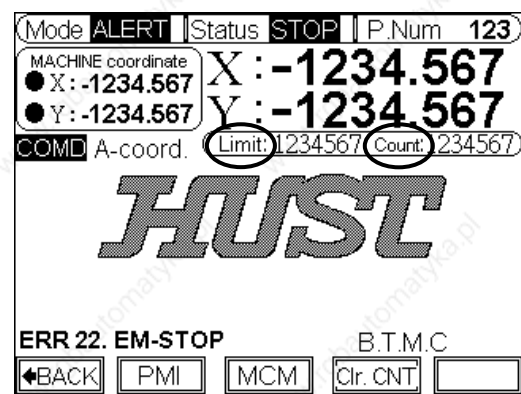 Mode ALERT Status STOP P.Num 123
MACHINE coordinate
X:-1234.567
Y:-1234.567
X:-1234.567
Y:-1234.567
COMD A-coord. Limit: 1234567 Count: 1234567
HUST
ERR 22. EM-STOP B.T.M.C
BACK PMI MCM Clr. CNT